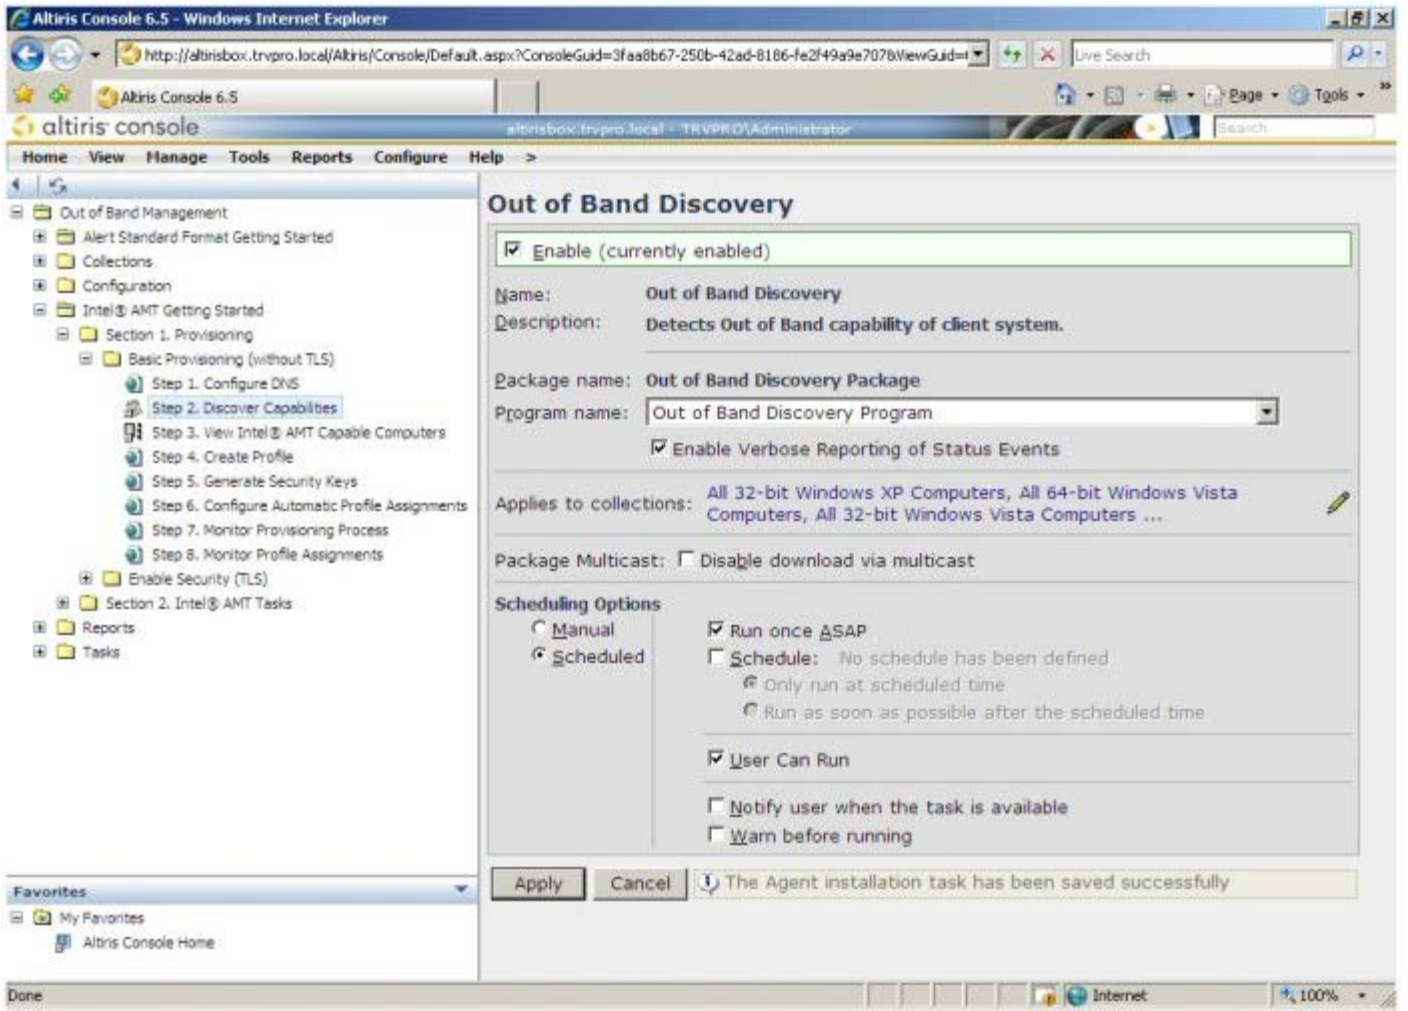 Altiris Console 6.5 - Windows Internet Explorer
http://altirisbox.trvpro.local/Altiris/Console/Default.aspx?ConsoleGuid=3faa8b67-250b-42ad-8186-fe2f49a9e707&ViewGuid=
Live Search
Altiris Console 6.5
Page
Tools
altiris console
altirisbox.trvpro.local - TRVPRO\Administrator
Search
Home View Manage Tools Reports Configure Help >
Out of Band Management
Alert Standard Format Getting Started
Collections
Configuration
Intel® AMT Getting Started
Section 1. Provisioning
Basic Provisioning (without TLS)
Step 1. Configure DNS
Step 2. Discover Capabilities
Step 3. View Intel® AMT Capable Computers
Step 4. Create Profile
Step 5. Generate Security Keys
Step 6. Configure Automatic Profile Assignments
Step 7. Monitor Provisioning Process
Step 8. Monitor Profile Assignments
Enable Security (TLS)
Section 2. Intel® AMT Tasks
Reports
Tasks
Favorites
My Favorites
Altiris Console Home
Out of Band Discovery
Enable (currently enabled)
Name: Out of Band Discovery
Description: Detects Out of Band capability of client system.
Package name: Out of Band Discovery Package
Program name: Out of Band Discovery Program
Enable Verbose Reporting of Status Events
Applies to collections: All 32-bit Windows XP Computers, All 64-bit Windows Vista
Computers, All 32-bit Windows Vista Computers ...
Package Multicast: Disable download via multicast
Scheduling Options
Manual
Scheduled
Run once ASAP
Schedule: No schedule has been defined
Only run at scheduled time
Run as soon as possible after the scheduled time
User Can Run
Notify user when the task is available
Warn before running
Apply Cancel The Agent installation task has been saved successfully
Done Internet 100%